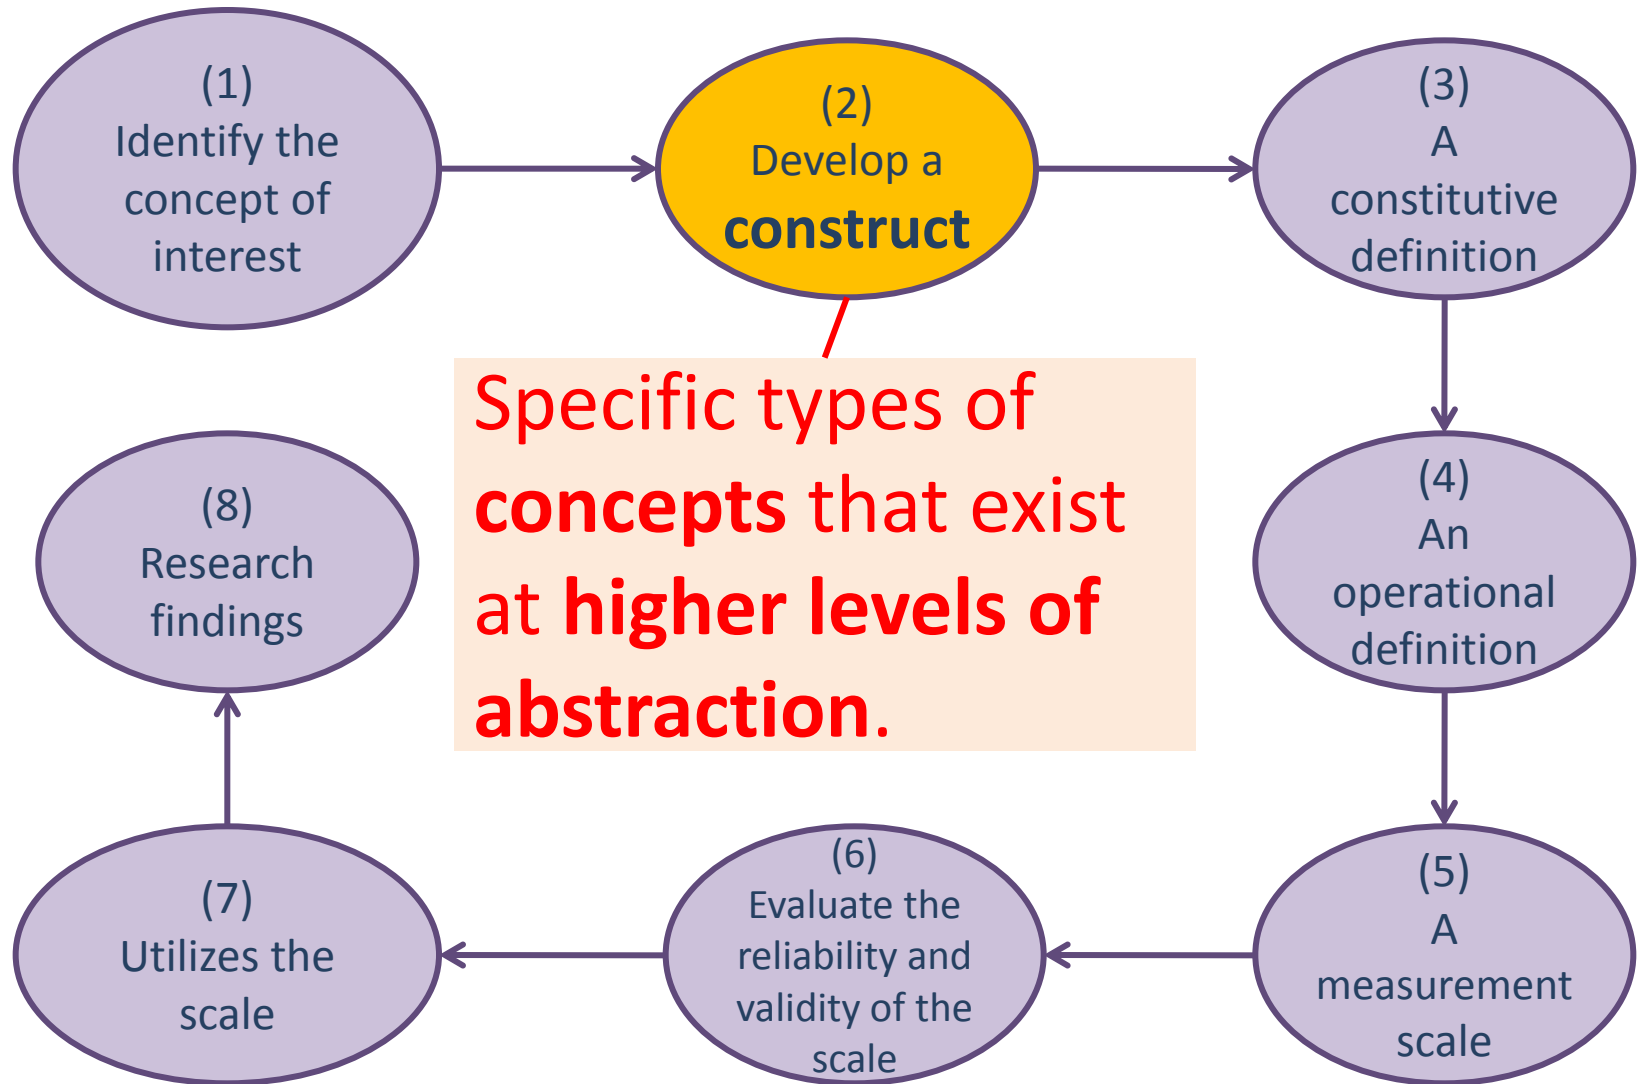 (1)
Identify the
concept of
interest
(2)
Develop a
construct
(3)
A
constitutive
definition
Specific types of
concepts that exist
at higher levels of
abstraction.
(4)
An
operational
definition
(5)
A
measurement
scale
(6)
Evaluate the
reliability and
validity of the
scale
(7)
Utilizes the
scale
(8)
Research
findings